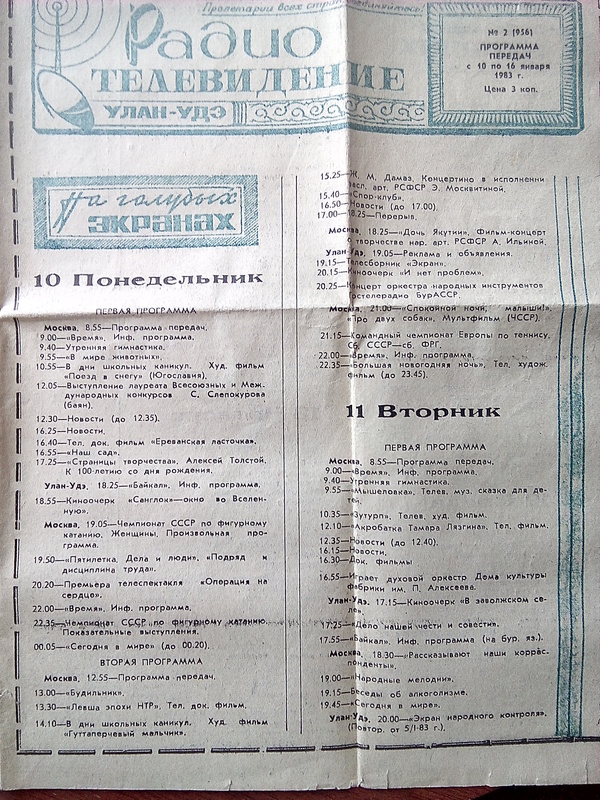 Пролетарии всех стран, соединяйтесь!
Радио
ТЕЛЕВИДЕНИЕ
УЛАН-УДЭ
№ 2 (956)
ПРОГРАММА
ПЕРЕДАЧ
с 10 по 16 января
1983 г.
Цена 3 коп.
На голубых
ЭКРАНАХ
10 Понедельник
ПЕРВАЯ ПРОГРАММА
Москва, 8.55—Программа передач.
9.00—«Время». Инф. программа.
9.40—Утренняя гимнастика.
9.55—«В мире животных».
10.55—В дни школьных каникул. Худ. фильм
«Поезд в снегу» (Югославия).
12.05—Выступление лауреата Всесоюзных и Меж-
дународных конкурсов С. Слепокурова
(баян).
12.30—Новости (до 12.35).
16.25—Новости.
16.40—Тел. док. фильм «Ереванская ласточка».
16.55—«Наш сад».
17.25—«Страницы творчества». Алексей Толстой.
К 100-летию со дня рождения.
Улан-Удэ. 18.25—«Байкал». Инф. программа.
18.55—Киноочерк «Санглок»—окно во Вселен-
ную».
Москва. 19.05—Чемпионат СССР по фигурному
катанию. Женщины. Произвольная про-
грамма.
19.50—«Пятилетка. Дела и люди». «Подряд и
дисциплина труда».
20.20—Премьера телеспектакля «Операция на
сердце».
22.00—«Время». Инф. программа.
22.35—Чемпионат СССР по фигурному катанию.
Показательные выступления.
00.05—«Сегодня в мире» (до 00.20).
ВТОРАЯ ПРОГРАММА
Москва. 12.55—Программа передач.
13.00—«Будильник».
13.30—«Левша эпохи НТР». Тел. док. фильм.
14.10—В дни школьных каникул. Худ. фильм
«Гуттаперчевый мальчик».
15.25—Ж. М. Дамаз. Концертино в исполнении
засл. арт. РСФСР Э. Москвитиной.
15.40—«Спор-клуб».
16.50—Новости (до 17.00).
17.00—18.25—Перерыв.
Москва. 18.25—«Дочь Якутии». Фильм-концерт
о творчестве нар. арт. РСФСР А. Ильиной.
Улан-Удэ. 19.05—Реклама и объявления.
19.15—Телесборник «Экран».
20.15—Киноочерк «И нет проблем».
20.25—Концерт оркестра народных инструментов
Гостелерадио БурАССР.
Москва. 21.00—«Спокойной ночи, малыши!».
«Про двух собак». Мультфильм (ЧССР).
21.15—Командный чемпионат Европы по теннису.
Сб. СССР—сб. ФРГ.
22.00—«Время». Инф. программа.
22.35—«Большая новогодняя ночь». Тел. худож.
фильм (до 23.45).
11 Вторник
ПЕРВАЯ ПРОГРАММА
Москва. 8.55—Программа передач.
9.00—«Время». Инф. программа.
9.40—Утренняя гимнастика.
9.55—«Мышеловка». Телев. муз. сказка для де-
тей.
10.35—«Зутурп». Телев. худ. фильм.
12.10—«Акробатка Тамара Лязгина». Тел. фильм.
12.35—Новости (до 12.40).
16.15—Новости.
16.30—Док. фильмы
16.55—Играет духовой оркестр Дома культуры
фабрики им. П. Алексеева.
Улан-Удэ. 17.15—Киноочерк «В заволжском се-
ле».
17.25—«Дело нашей чести и совести».
17.55—«Байкал». Инф. программа (на бур. яз.).
Москва. 18.30—«Рассказывают наши коррес-
понденты».
19.00—«Народные мелодии».
19.15—Беседы об алкоголизме.
19.45—«Сегодня в мире».
Улан-Удэ. 20.00—«Экран народного контроля».
(Повтор. от 5/I-83 г.).